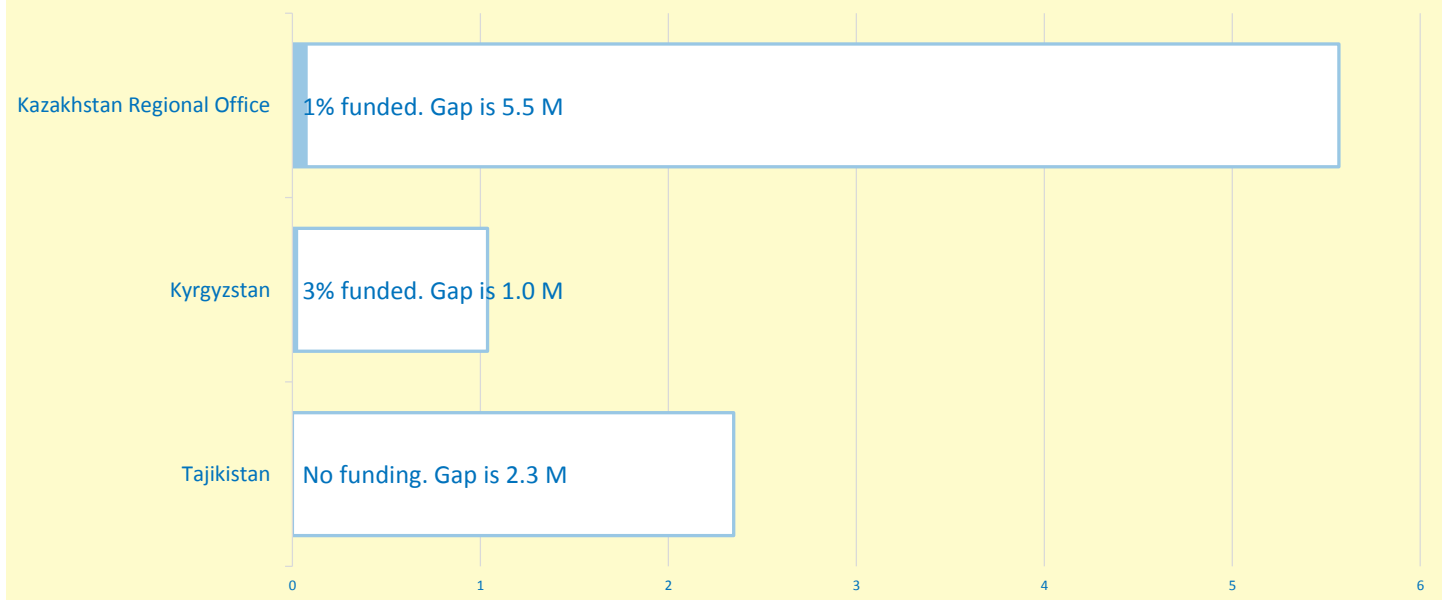 Kazakhstan Regional Office
1% funded. Gap is 5.5 M
Kyrgyzstan
3% funded. Gap is 1.0 M
Tajikistan
No funding. Gap is 2.3 M
0 1 2 3 4 5 6